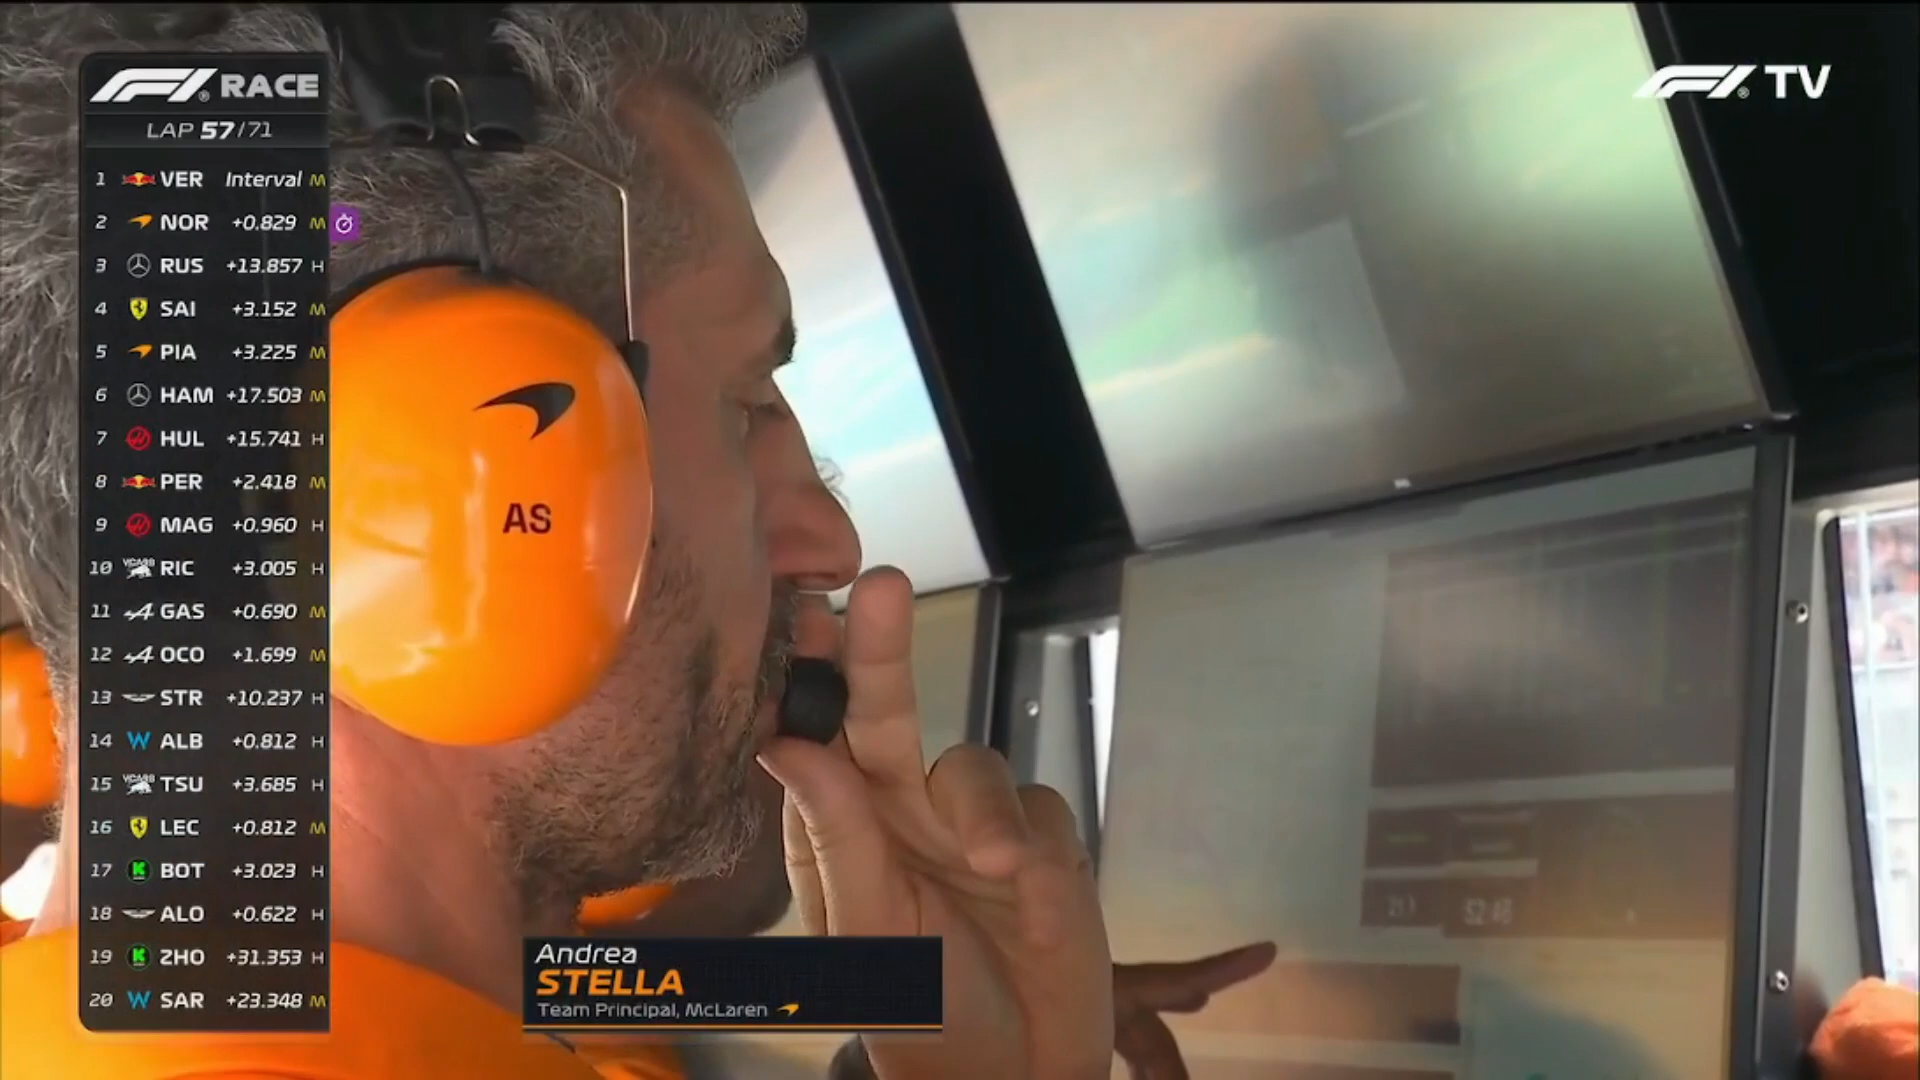 F1 RACE
LAP 57/71
1 VER Interval M
2 NOR +0.829 M
3 RUS +13.857 H
4 SAI +3.152 M
5 PIA +3.225 M
6 HAM +17.503 M
7 HUL +15.741 H
8 PER +2.418 M
9 MAG +0.960 H
10 RIC +3.005 H
11 GAS +0.690 M
12 OCO +1.699 M
13 STR +10.237 H
14 ALB +0.812 H
15 TSU +3.685 H
16 LEC +0.812 M
17 BOT +3.023 H
18 ALO +0.622 H
19 ZHO +31.353 H
20 SAR +23.348 M
F1 TV
AS
Andrea
STELLA
Team Principal, McLaren